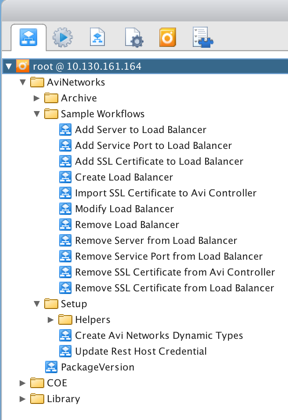 root @ 10.130.161.164
AviNetworks
Archive
Sample Workflows
Add Server to Load Balancer
Add Service Port to Load Balancer
Add SSL Certificate to Load Balancer
Create Load Balancer
Import SSL Certificate to Avi Controller
Modify Load Balancer
Remove Load Balancer
Remove Server from Load Balancer
Remove Service Port from Load Balancer
Remove SSL Certificate from Avi Controller
Remove SSL Certificate from Load Balancer
Setup
Helpers
Create Avi Networks Dynamic Types
Update Rest Host Credential
PackageVersion
COE
Library